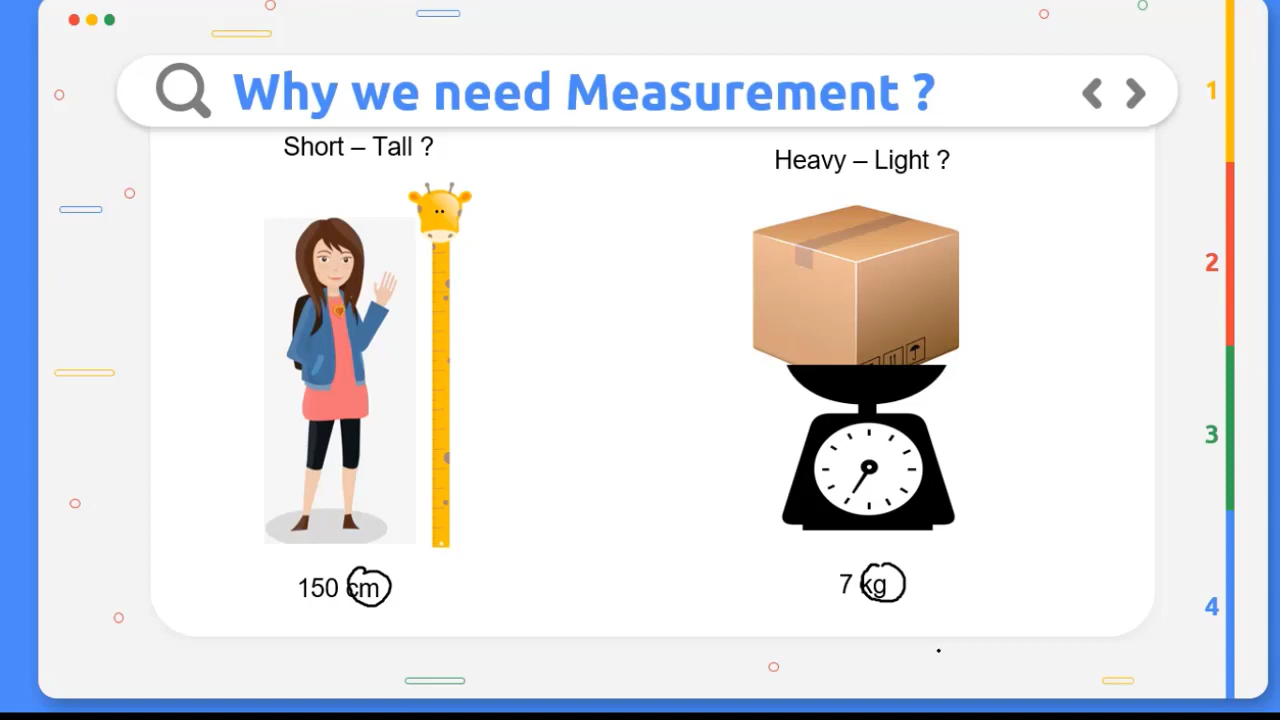 Why we need Measurement ?
Short – Tall ?
Heavy – Light ?
150 cm
7 kg
1
2
3
4